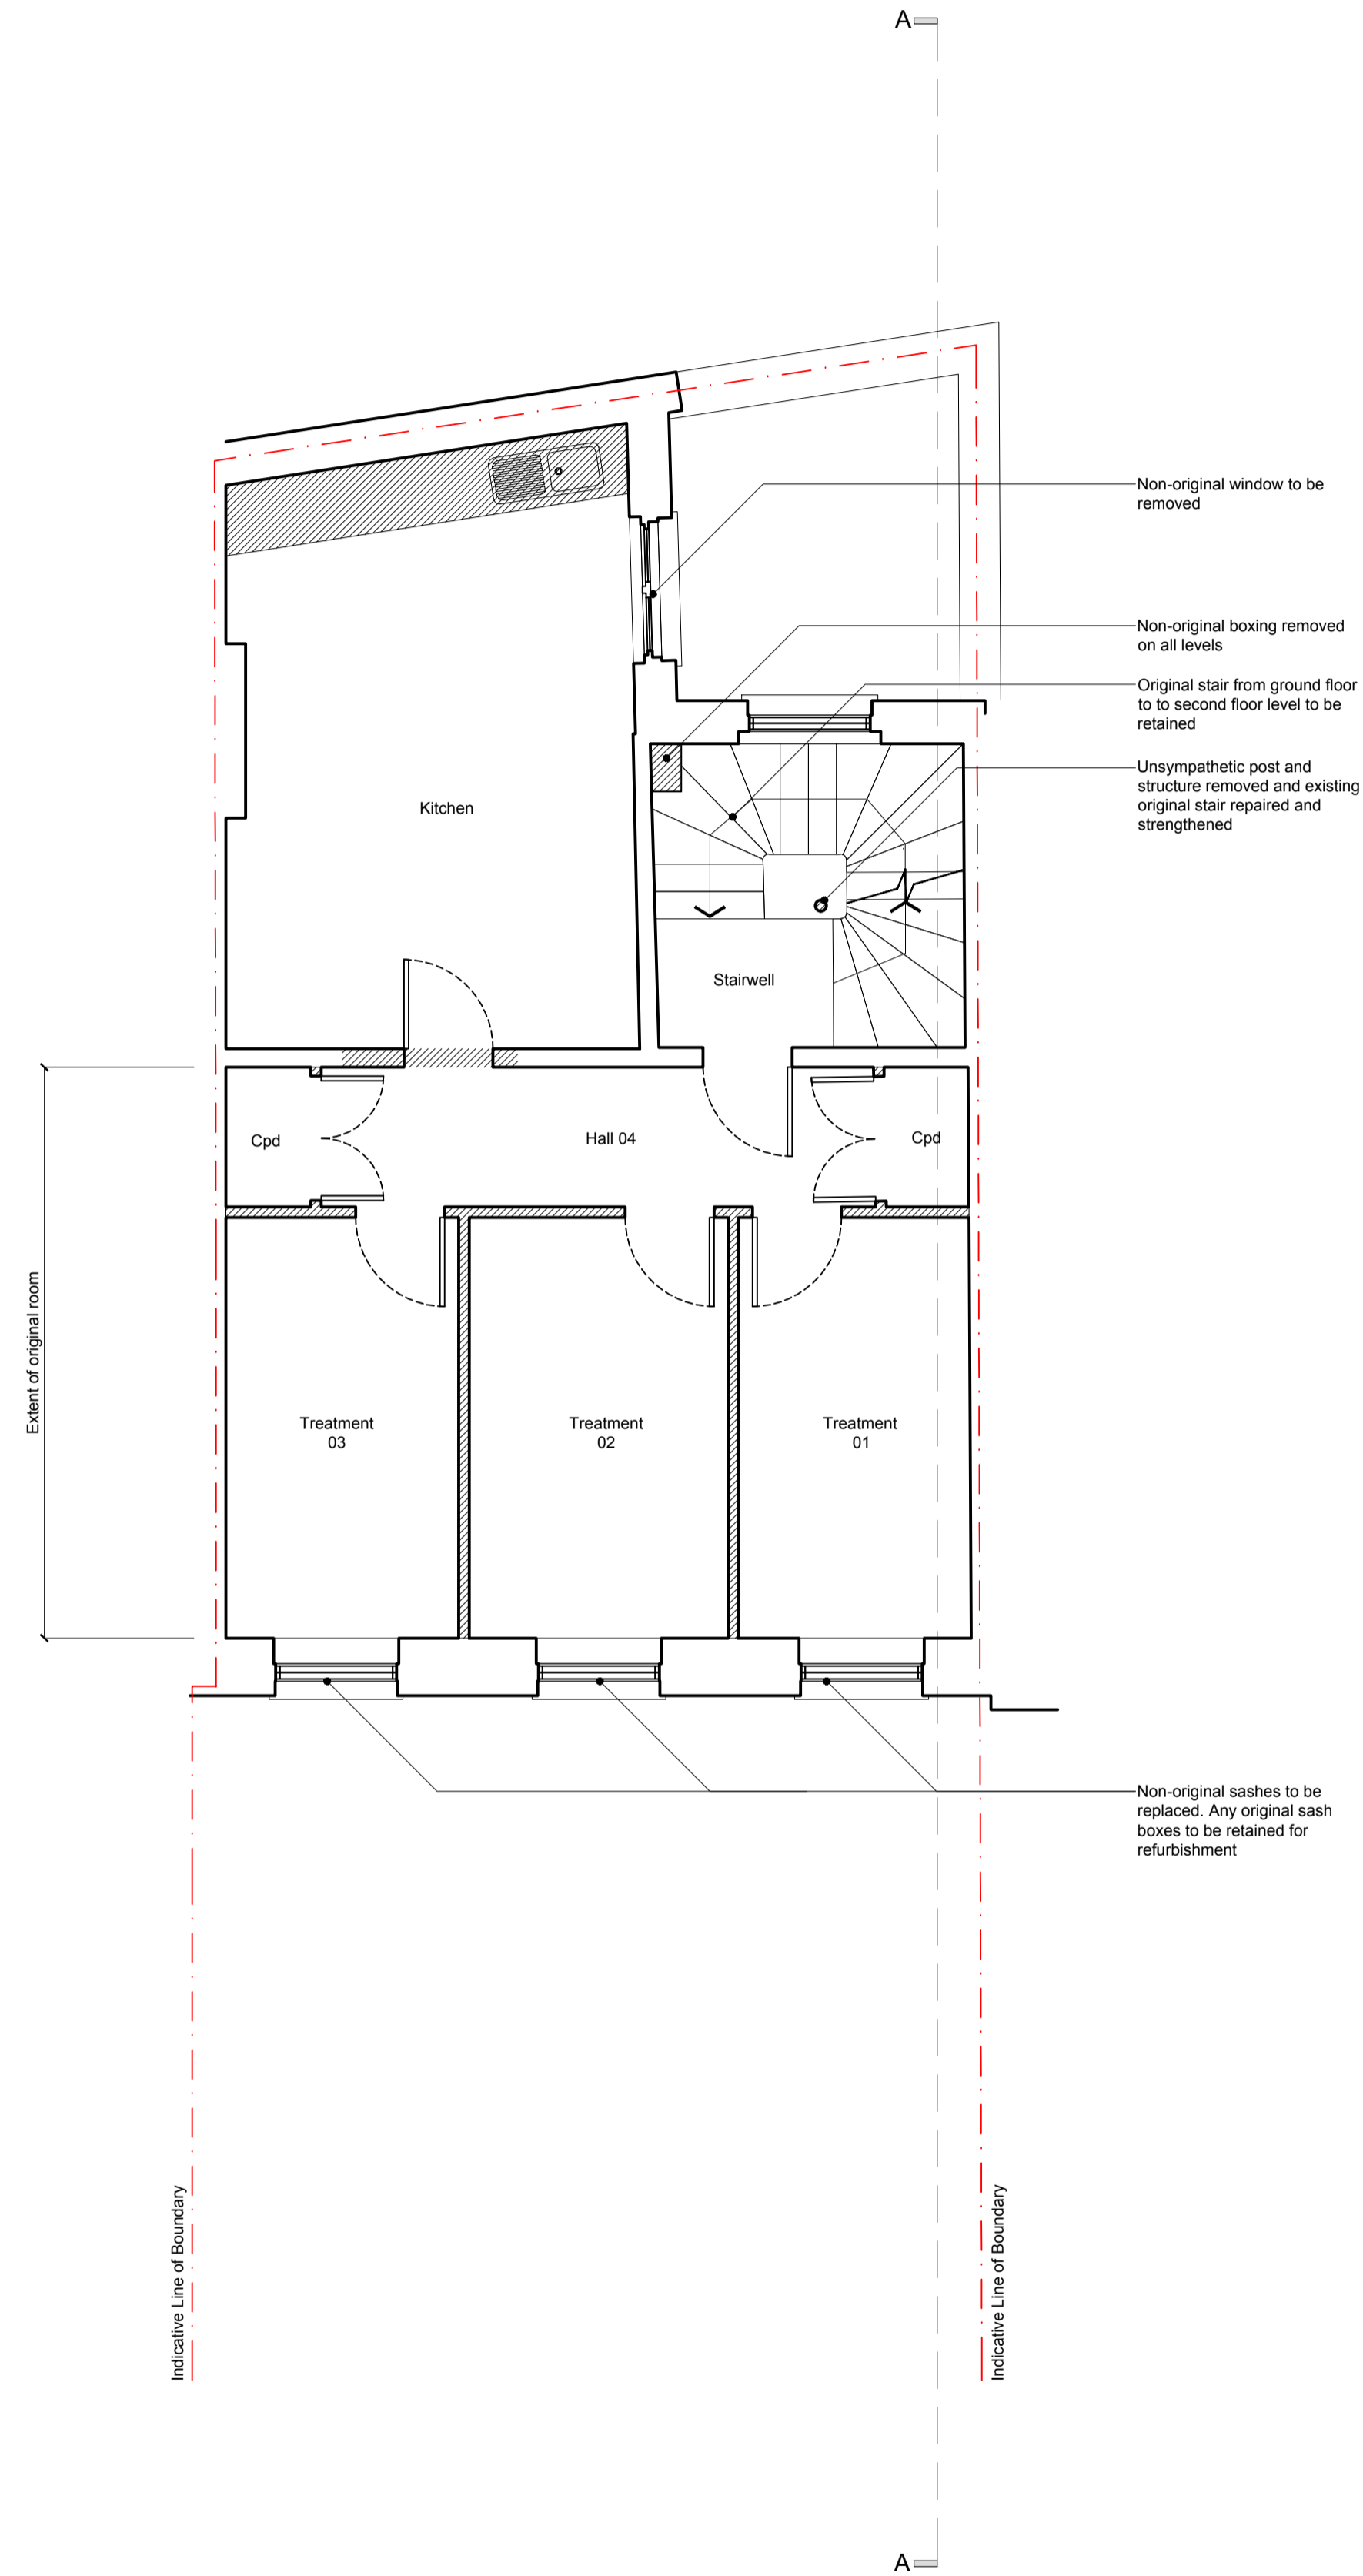 A
Non-original window to be
removed
Non-original boxing removed
on all levels
Original stair from ground floor
to to second floor level to be
retained
Unsympathetic post and
structure removed and existing
original stair repaired and
strengthened
Kitchen
Stairwell
Cpd
Hall 04
Cpd
Extent of original room
Treatment
03
Treatment
02
Treatment
01
Non-original sashes to be
replaced. Any original sash
boxes to be retained for
refurbishment
Indicative Line of Boundary
Indicative Line of Boundary
A